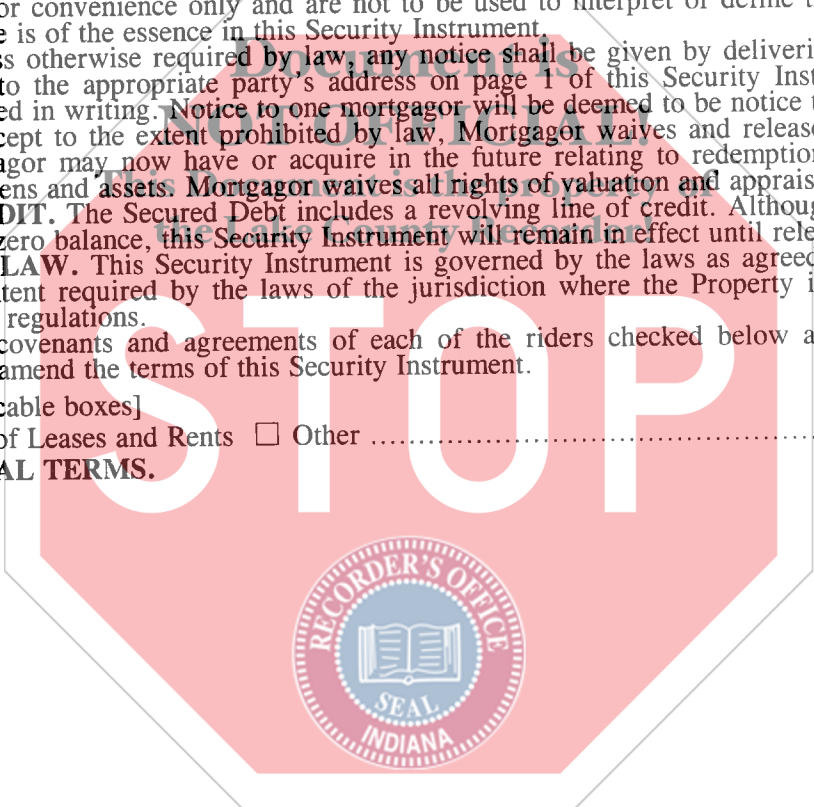 or convenience only and are not to be used to interpret or define t
e is of the essence in this Security Instrument.
ss otherwise required by law, any notice shall be given by deliveri
to the appropriate party's address on page 1 of this Security Inst
ed in writing. Notice to one mortgagor will be deemed to be notice t
cept to the extent prohibited by law, Mortgagor waives and release
agor may now have or acquire in the future relating to redemption
ens and assets. Mortgagor waives all rights of valuation and apprais
DIT. The Secured Debt includes a revolving line of credit. Althoug
zero balance, this Security Instrument will remain in effect until rele
LAW. This Security Instrument is governed by the laws as agreed
tent required by the laws of the jurisdiction where the Property i
regulations.
covenants and agreements of each of the riders checked below a
amend the terms of this Security Instrument.
cable boxes]
of Leases and Rents ☐ Other ................................................
AL TERMS.
Document is
NOT OFFICIAL!
This Document is the property of
the Lake County Recorder!
STOP
RECORDER'S OFFICE
SEAL
INDIANA